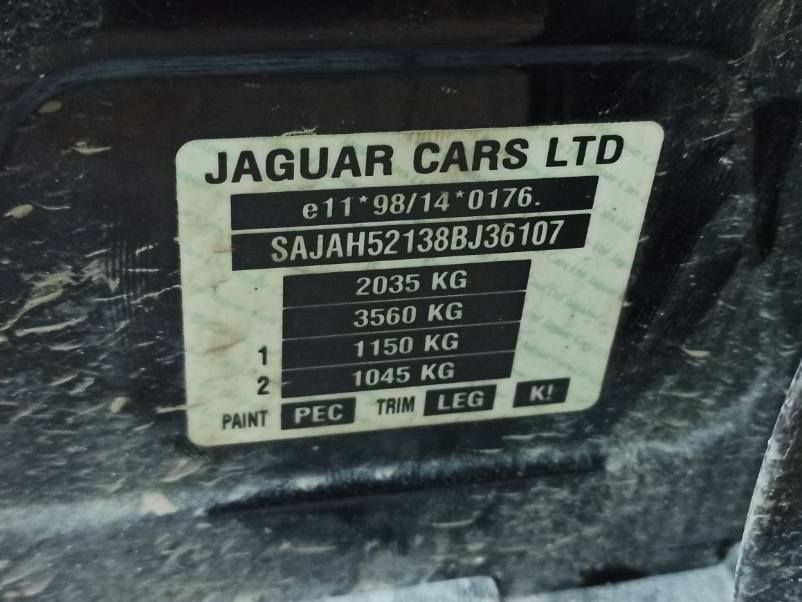 JAGUAR CARS LTD
e11*98/14*0176.
SAJAH52138BJ36107
2035 KG
3560 KG
1 1150 KG
2 1045 KG
PAINT PEC TRIM LEG K!